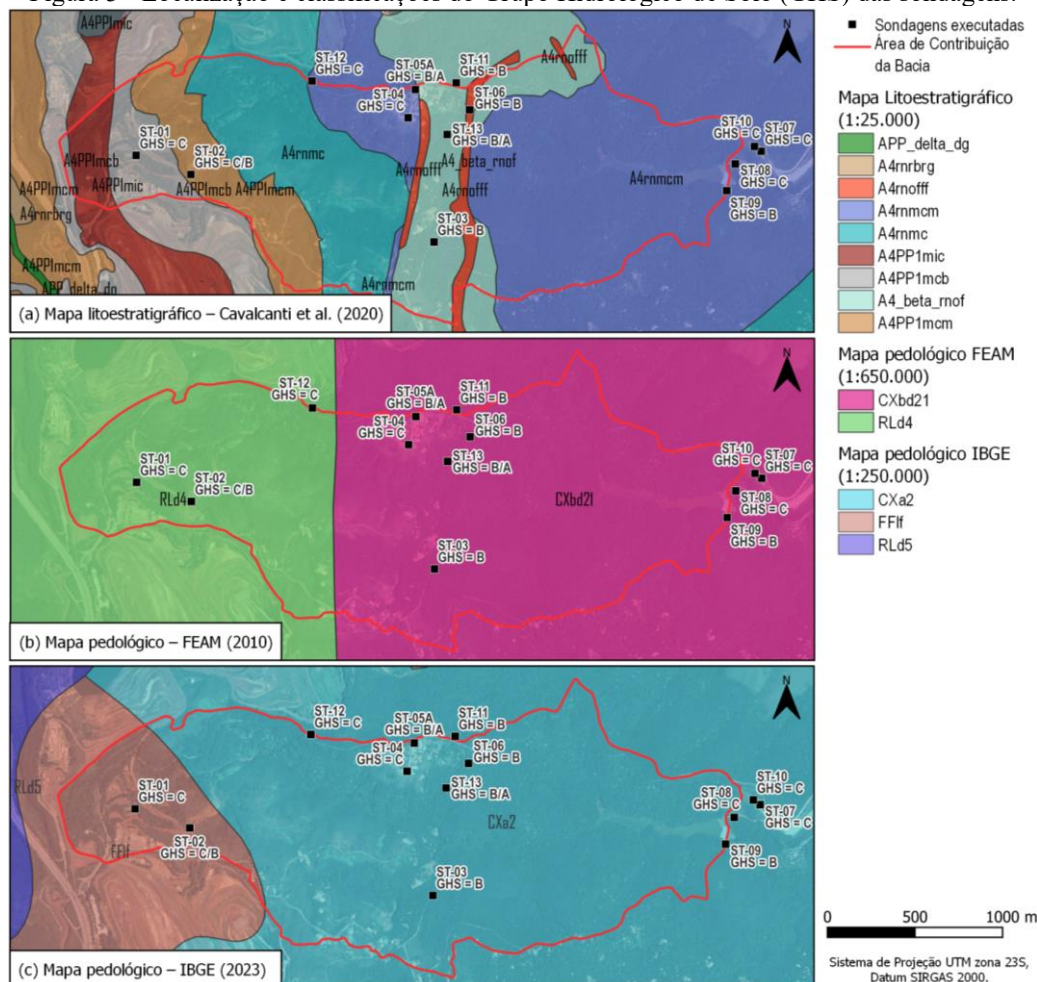 Figura 3 - Localização e classificações do Grupo Hidrológico do Solo (GHS) das sondagens.
A4PP1mic
A4rnofff
ST-12
GHS = C
ST-05A
GHS = B/A
ST-11
GHS = B
ST-04
GHS = C
ST-06
GHS = B
ST-13
GHS = B/A
ST-01
GHS = C
ST-02
GHS = C/B
A4PP1mcb
A4PP1mic
A4PP1mcm
A4rnrbrg
A4PP1mcb
A4PP1mcm
A4rnmc
A4rnofff
A4_beta_rnof
A4rnofff
A4rnmcm
ST-10
GHS = C
ST-07
GHS = C
ST-08
GHS = C
ST-09
GHS = B
ST-03
GHS = B
A4PP1mcm
APP_delta_dg
A4rnmcm
N
(a) Mapa litoestratigráfico – Cavalcanti et al. (2020)
ST-12
GHS = C
ST-05A
GHS = B/A
ST-11
GHS = B
ST-04
GHS = C
ST-06
GHS = B
ST-13
GHS = B/A
ST-01
GHS = C
ST-02
GHS = C/B
RLd4
CXbd21
ST-10
GHS = C
ST-07
GHS = C
ST-08
GHS = C
ST-09
GHS = B
ST-03
GHS = B
N
(b) Mapa pedológico – FEAM (2010)
ST-12
GHS = C
ST-05A
GHS = B/A
ST-11
GHS = B
ST-04
GHS = C
ST-06
GHS = B
ST-13
GHS = B/A
RLd5
ST-01
GHS = C
ST-02
GHS = C/B
FFlf
CXa2
ST-08
GHS = C
ST-10
GHS = C
ST-07
GHS = C
ST-09
GHS = B
ST-03
GHS = B
N
(c) Mapa pedológico – IBGE (2023)
Sondagens executadas
Área de Contribuição
da Bacia
Mapa Litoestratigráfico
(1:25.000)
APP_delta_dg
A4rnrbrg
A4rnofff
A4rnmcm
A4rnmc
A4PP1mic
A4PP1mcb
A4_beta_rnof
A4PP1mcm
Mapa pedológico FEAM
(1:650.000)
CXbd21
RLd4
Mapa pedológico IBGE
(1:250.000)
CXa2
FFlf
RLd5
0 500 1000 m
Sistema de Projeção UTM zona 23S,
Datum SIRGAS 2000.